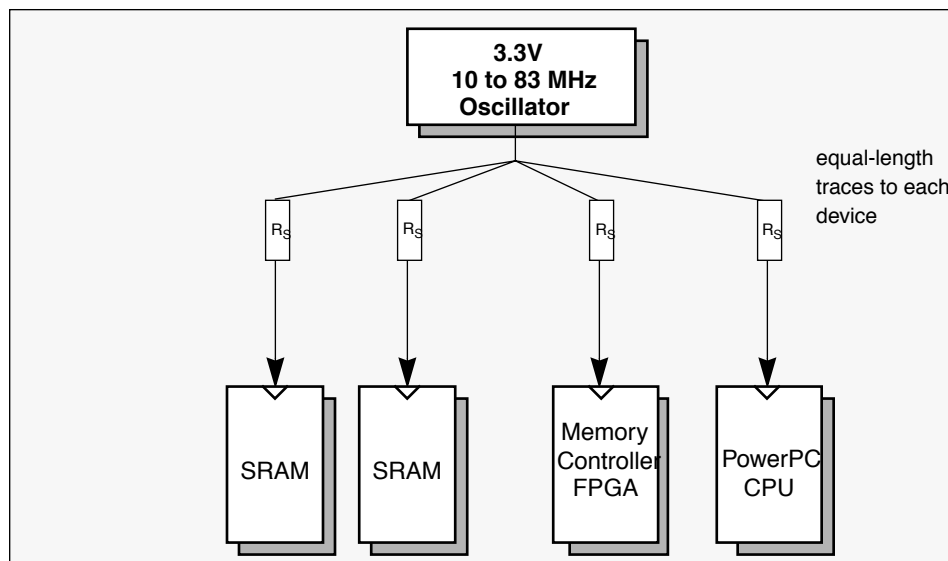 3.3V
10 to 83 MHz
Oscillator
equal-length
traces to each
device
RS
RS
RS
RS
SRAM
SRAM
Memory
Controller
FPGA
PowerPC
CPU